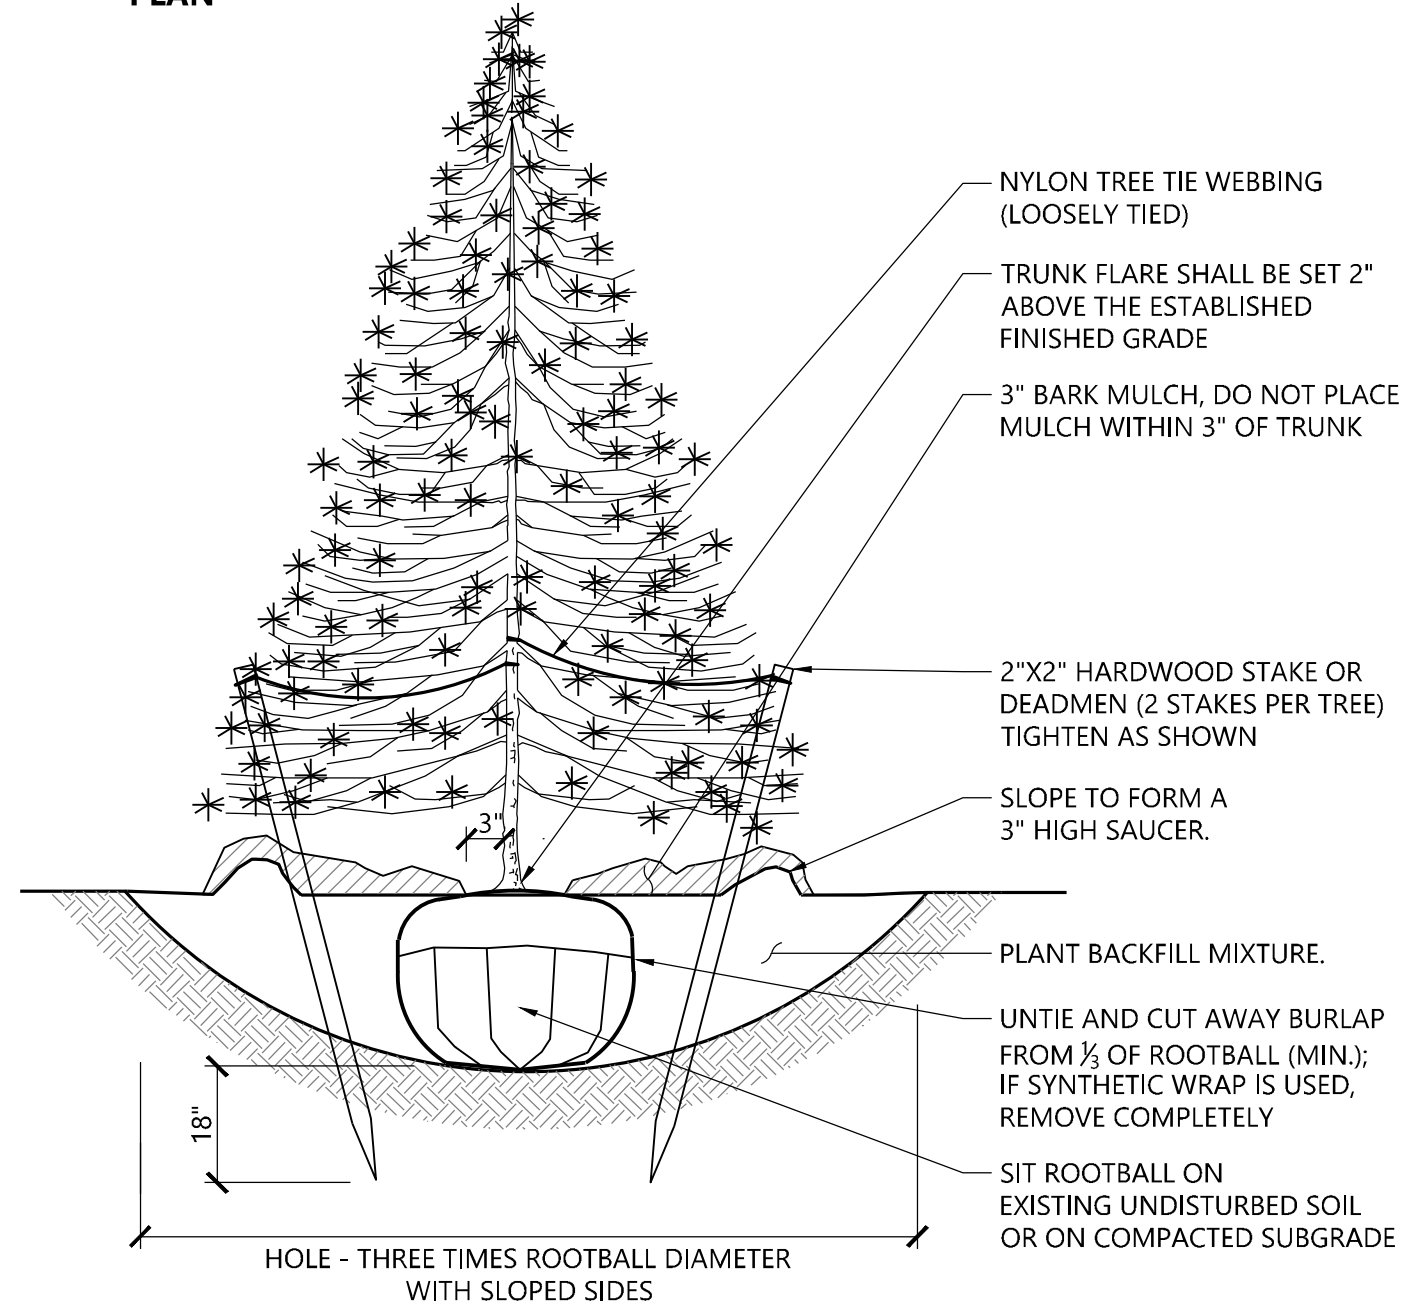 PLAN
NYLON TREE TIE WEBBING
(LOOSELY TIED)
TRUNK FLARE SHALL BE SET 2"
ABOVE THE ESTABLISHED
FINISHED GRADE
3" BARK MULCH, DO NOT PLACE
MULCH WITHIN 3" OF TRUNK
2"X2" HARDWOOD STAKE OR
DEADMEN (2 STAKES PER TREE)
TIGHTEN AS SHOWN
SLOPE TO FORM A
3" HIGH SAUCER.
3"
PLANT BACKFILL MIXTURE.
UNTIE AND CUT AWAY BURLAP
FROM ⅓ OF ROOTBALL (MIN.);
IF SYNTHETIC WRAP IS USED,
REMOVE COMPLETELY
18"
SIT ROOTBALL ON
EXISTING UNDISTURBED SOIL
OR ON COMPACTED SUBGRADE
HOLE - THREE TIMES ROOTBALL DIAMETER
WITH SLOPED SIDES